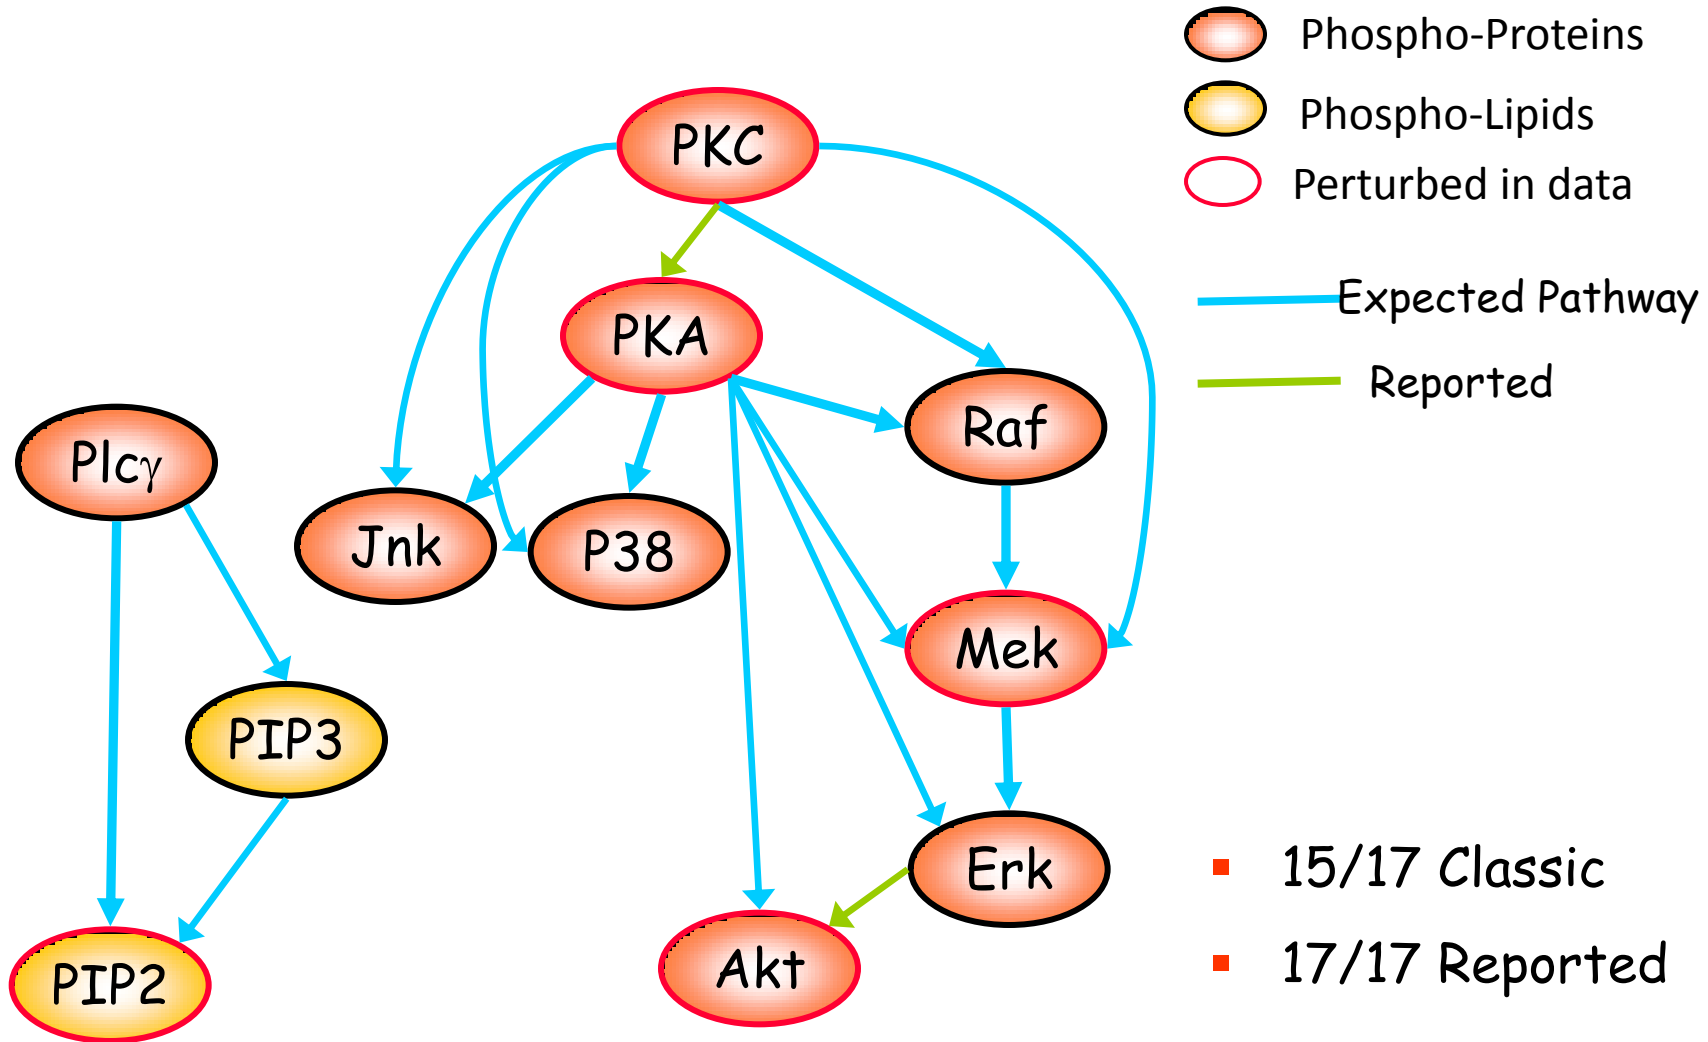 Phospho-Proteins
Phospho-Lipids
Perturbed in data
Expected Pathway
Reported
PKC
PKA
Raf
Plcγ
Jnk
P38
Mek
PIP3
Erk
Akt
PIP2
▪ 15/17 Classic
▪ 17/17 Reported